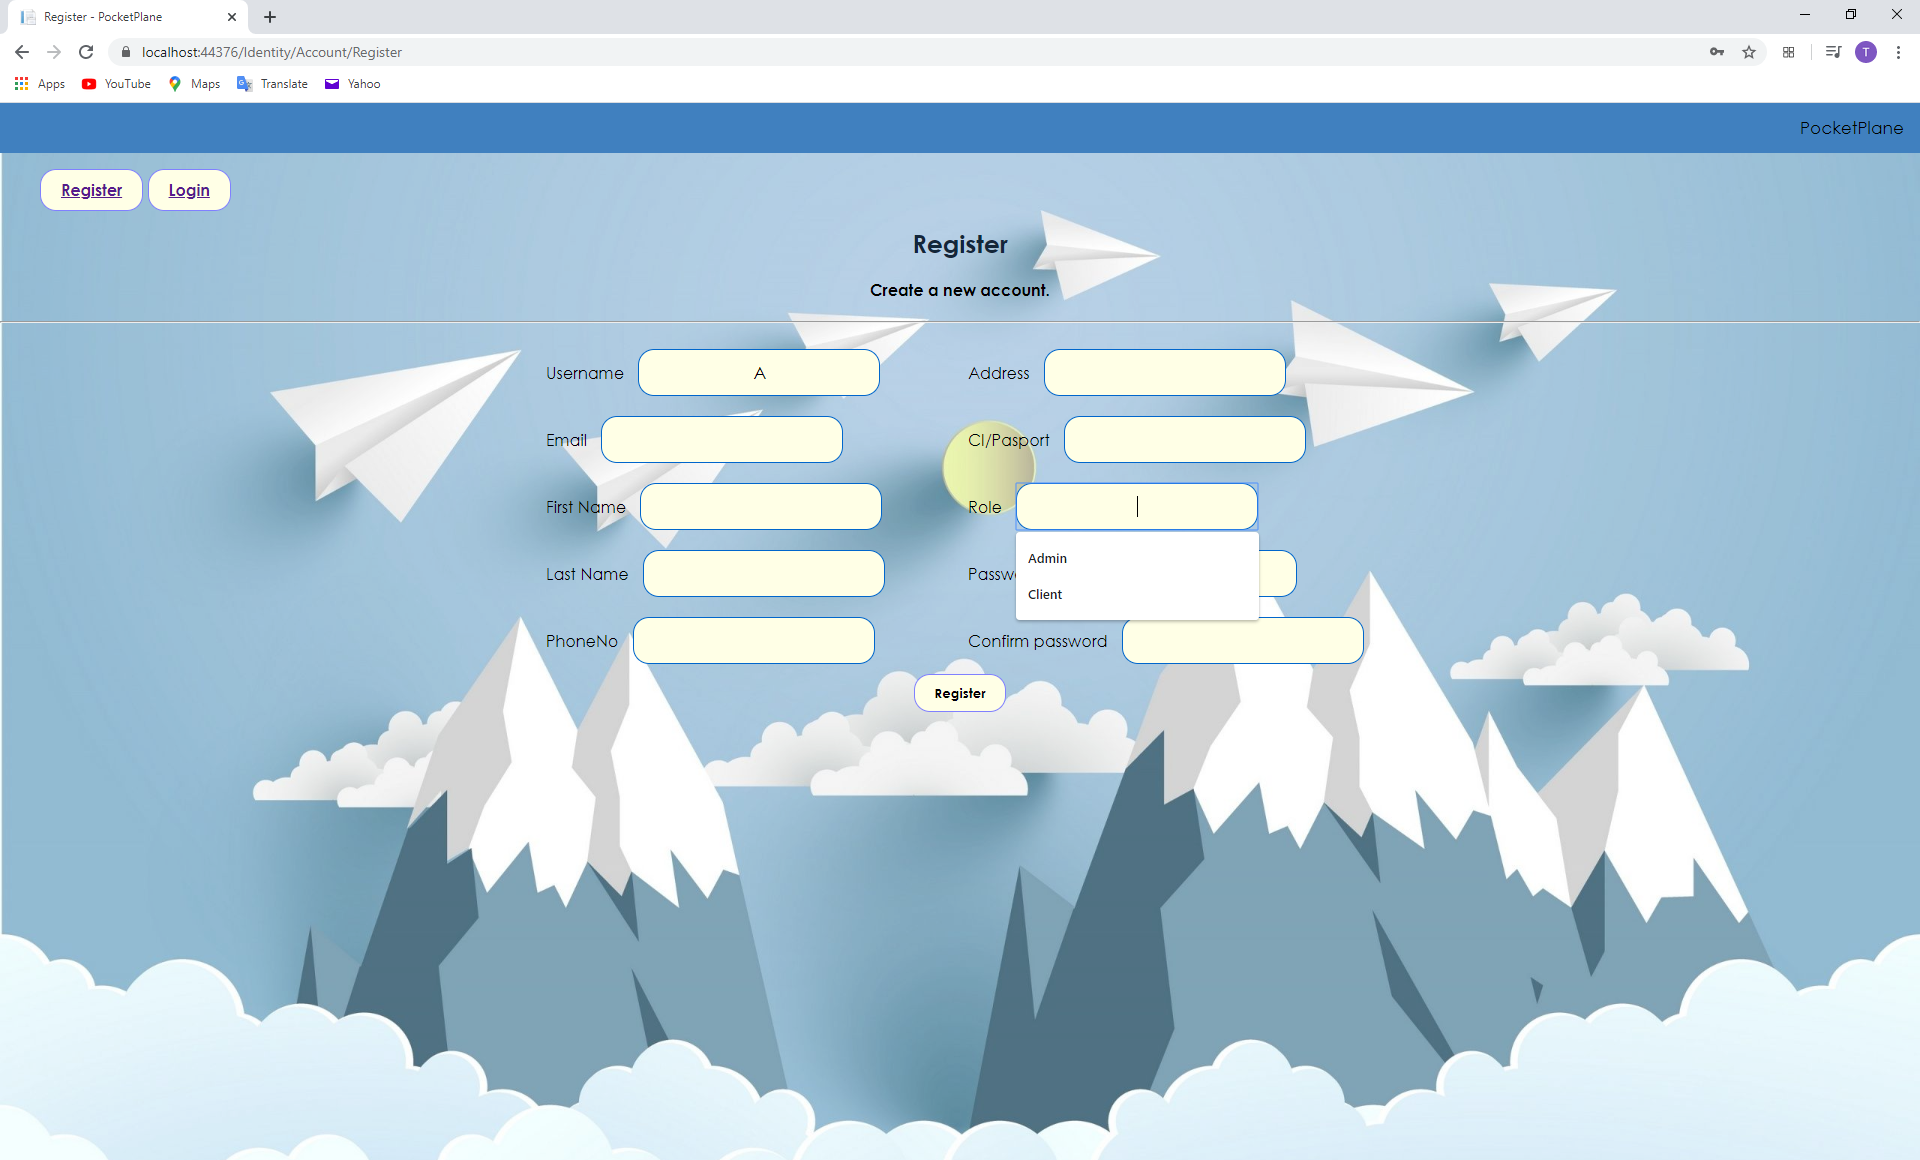 Register - PocketPlane
localhost:44376/Identity/Account/Register
T
Apps YouTube Maps Translate Yahoo
PocketPlane
Register Login
Register
Create a new account.
Username A Address
Email CI/Pasport
First Name Role
Admin
Last Name Passw
Client
PhoneNo Confirm password
Register